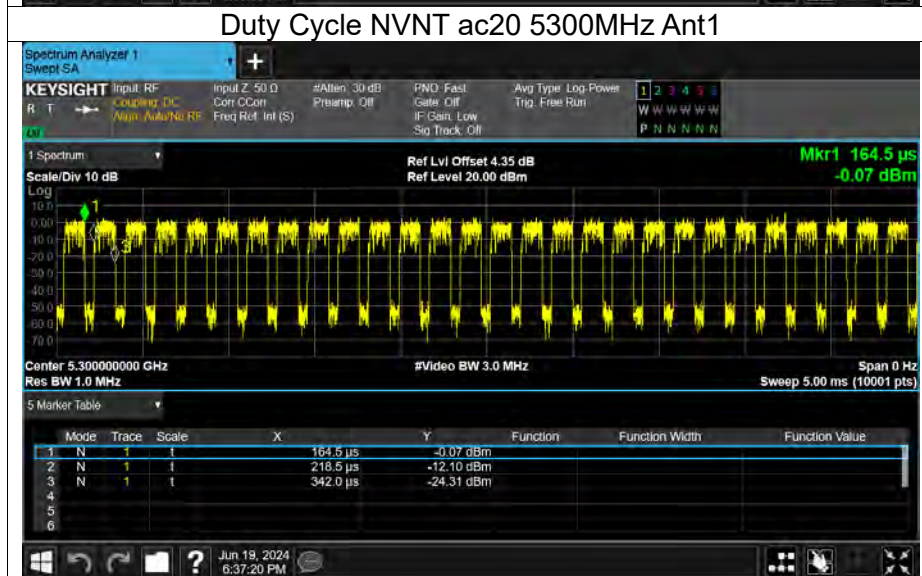 Duty Cycle NVNT ac20 5300MHz Ant1
Spectrum Analyzer 1
Swept SA
+
KEYSIGHT Input: RF Input Z: 50 Ω #Atten: 30 dB PNO: Fast Avg Type: Log-Power 1 2 3 4 5 6
R T Coupling: DC Corr CCorr Preamp: Off Gate: Off Trig: Free Run W W W W W W
Align: Auto/No RF Freq Ref: Int (S) IF Gain: Low
LXI Sig Track: Off P N N N N N
1 Spectrum Ref Lvl Offset 4.35 dB Mkr1 164.5 µs
Scale/Div 10 dB Ref Level 20.00 dBm -0.07 dBm
Log
10.0 1
0.00
-10.0
3
-20.0
-30.0
-40.0
-50.0
-60.0
-70.0
Center 5.300000000 GHz #Video BW 3.0 MHz Span 0 Hz
Res BW 1.0 MHz Sweep 5.00 ms (10001 pts)
5 Marker Table
Mode Trace Scale X Y Function Function Width Function Value
1 N 1 t 164.5 µs -0.07 dBm
2 N 1 t 218.5 µs -12.10 dBm
3 N 1 t 342.0 µs -24.31 dBm
4
5
6
? Jun 19, 2024
6:37:20 PM